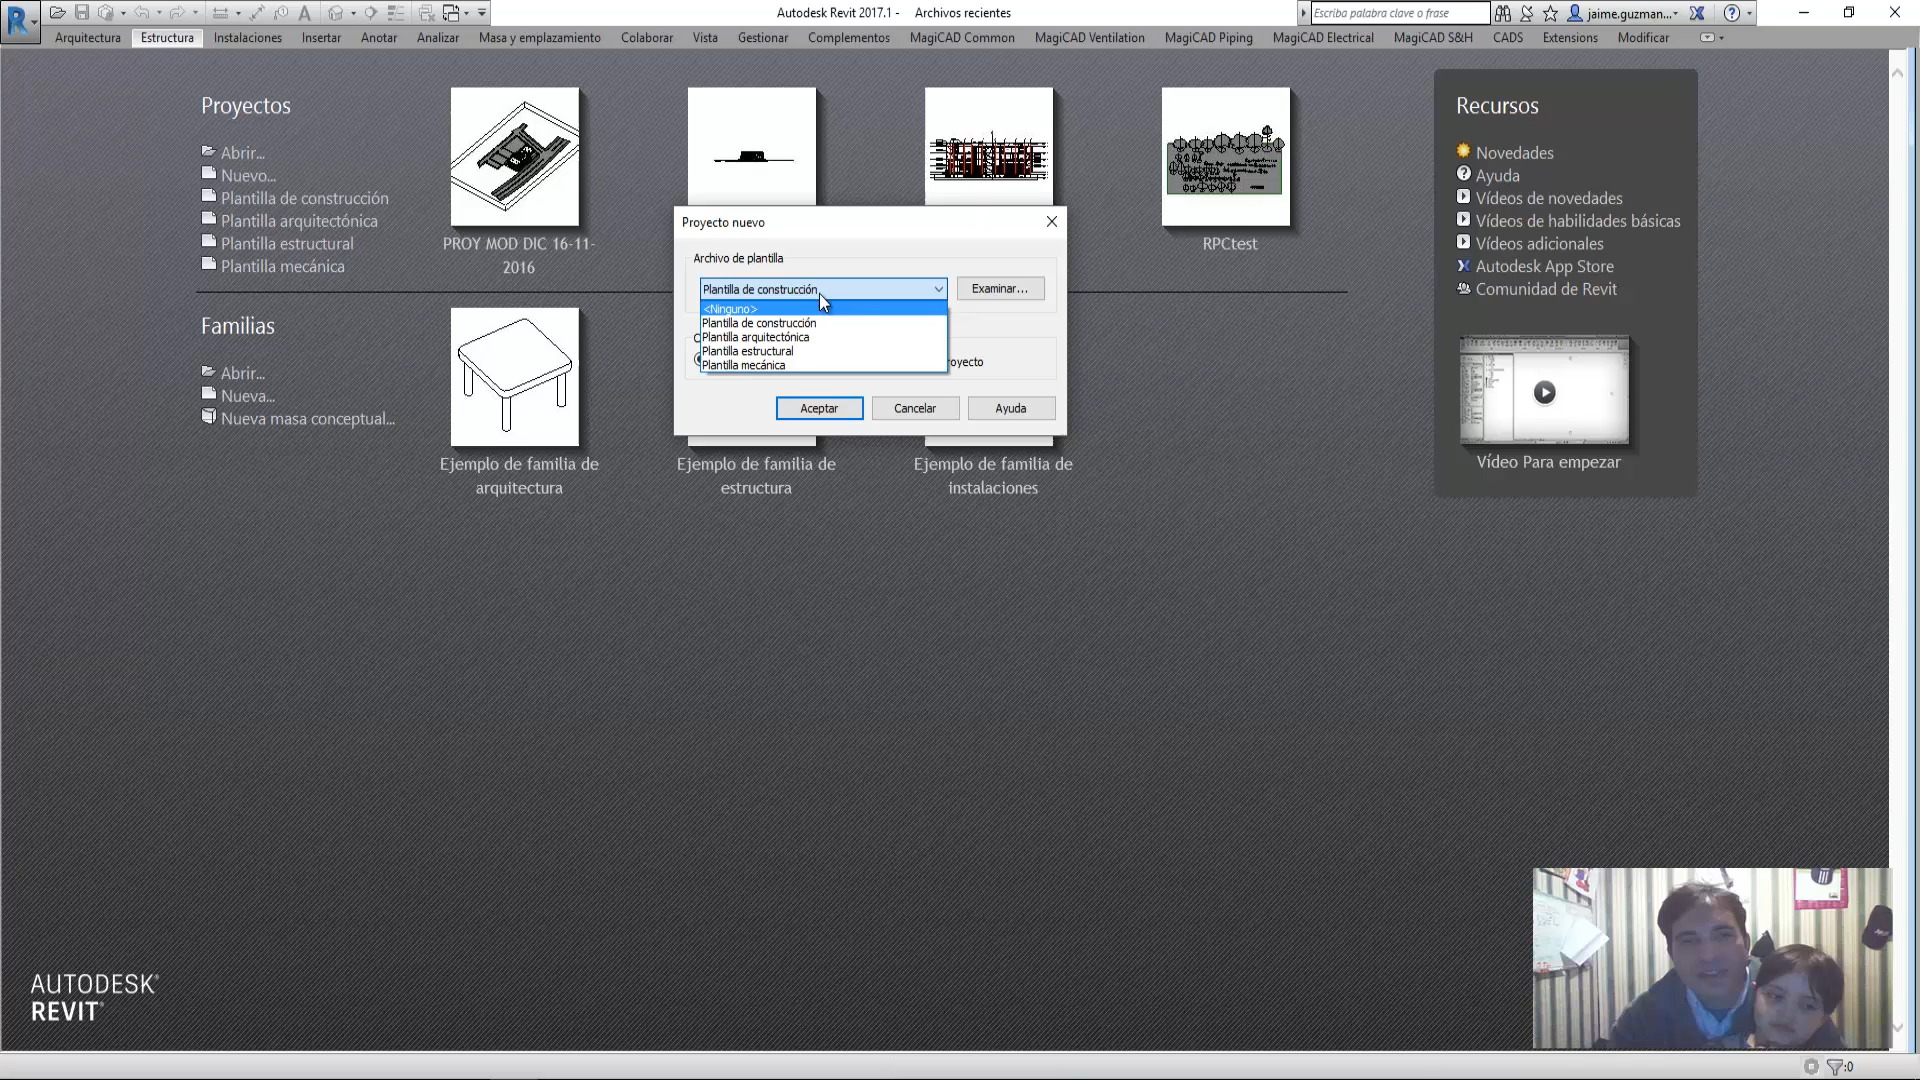 Autodesk Revit 2017.1 - Archivos recientes
Escriba palabra clave o frase
jaime.guzman...
Arquitectura Estructura Instalaciones Insertar Anotar Analizar Masa y emplazamiento Colaborar Vista Gestionar Complementos MagiCAD Common MagiCAD Ventilation MagiCAD Piping MagiCAD Electrical MagiCAD S&H CADS Extensions Modificar
Proyectos
Abrir...
Nuevo...
Plantilla de construcción
Plantilla arquitectónica
Plantilla estructural
Plantilla mecánica
PROY MOD DIC 16-11-
2016
RPCtest
Proyecto nuevo
Archivo de plantilla
Plantilla de construcción
Examinar...
<Ninguno>
Plantilla de construcción
Plantilla arquitectónica
Plantilla estructural
Plantilla mecánica
royecto
Aceptar Cancelar Ayuda
Familias
Abrir...
Nueva...
Nueva masa conceptual...
Ejemplo de familia de
arquitectura
Ejemplo de familia de
estructura
Ejemplo de familia de
instalaciones
Recursos
Novedades
Ayuda
Vídeos de novedades
Vídeos de habilidades básicas
Vídeos adicionales
Autodesk App Store
Comunidad de Revit
Vídeo Para empezar
AUTODESK®
REVIT®
:0